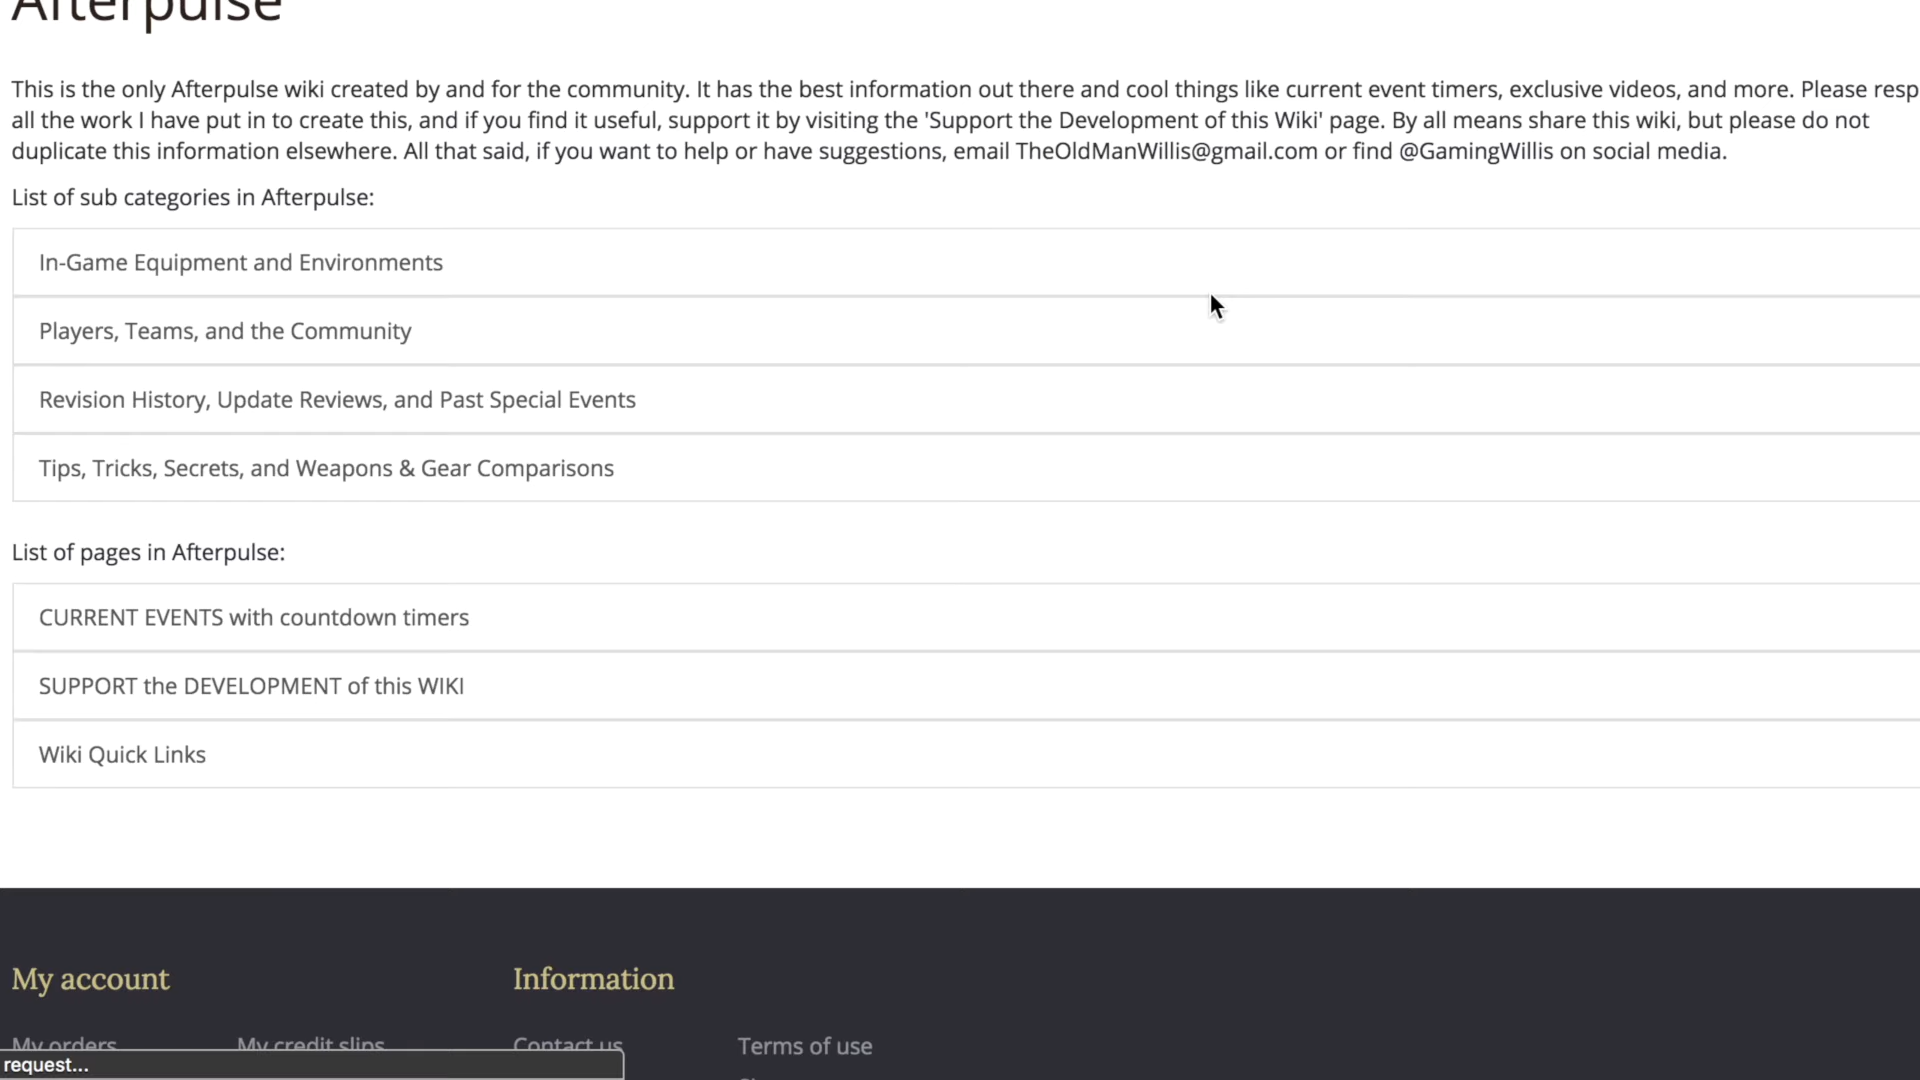 Afterpulse
This is the only Afterpulse wiki created by and for the community. It has the best information out there and cool things like current event timers, exclusive videos, and more. Please resp
all the work I have put in to create this, and if you find it useful, support it by visiting the 'Support the Development of this Wiki' page. By all means share this wiki, but please do not
duplicate this information elsewhere. All that said, if you want to help or have suggestions, email TheOldManWillis@gmail.com or find @GamingWillis on social media.
List of sub categories in Afterpulse:
In-Game Equipment and Environments
Players, Teams, and the Community
Revision History, Update Reviews, and Past Special Events
Tips, Tricks, Secrets, and Weapons & Gear Comparisons
List of pages in Afterpulse:
CURRENT EVENTS with countdown timers
SUPPORT the DEVELOPMENT of this WIKI
Wiki Quick Links
My account Information
My orders My credit slips Contact us Terms of use
request...